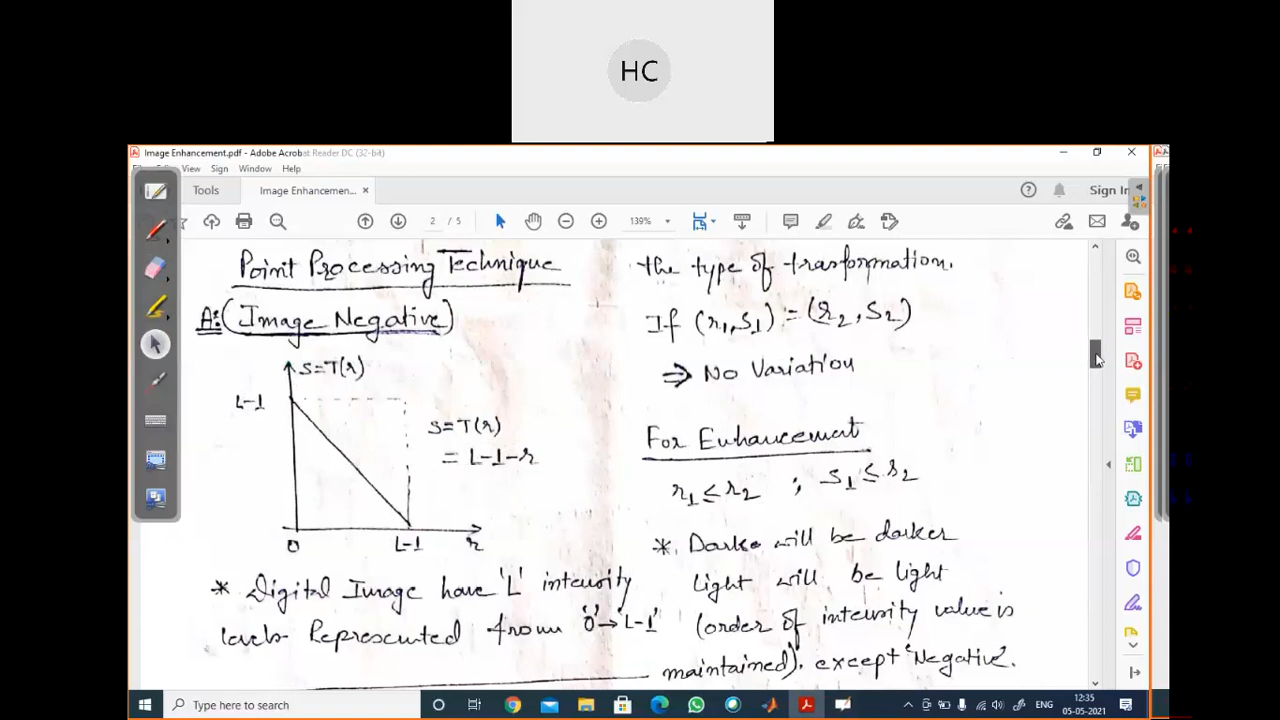 HC
Image Enhancement.pdf - Adobe Acrobat Reader DC (32-bit)
View Sign Window Help
Tools
Image Enhancemen... ×
Sign In
2 / 5
139%
Point Processing Technique
A: (Image Negative)
S=T(r)
L-1
S=T(r)
= L-1-r
0
L-1
r
* Digital Image have 'L' intensity
levels Represented from '0'→'L-1'
the type of trasformation.
If (r1,S1) = (r2,S2)
⇒ No Variation
For Enhancement
r1 ≤ r2 ; S1 ≤ S2
* Darke will be darker
Light will be light
(order of intensity value is
maintained). except 'Negative'.
Type here to search
ENG
12:35
05-05-2021